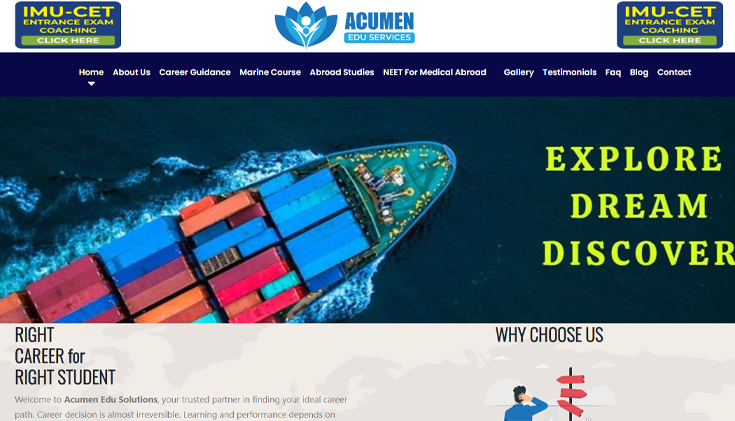 IMU-CET
ENTRANCE EXAM
COACHING
CLICK HERE
ACUMEN
EDU SERVICES
IMU-CET
ENTRANCE EXAM
COACHING
CLICK HERE
Home About Us Career Guidance Marine Course Abroad Studies NEET For Medical Abroad Gallery Testimonials Faq Blog Contact
EXPLORE
DREAM
DISCOVER
RIGHT
CAREER for
RIGHT STUDENT
Welcome to Acumen Edu Solutions, your trusted partner in finding your ideal career
path. Career decision is almost irreversible. Learning and performance depends on
WHY CHOOSE US